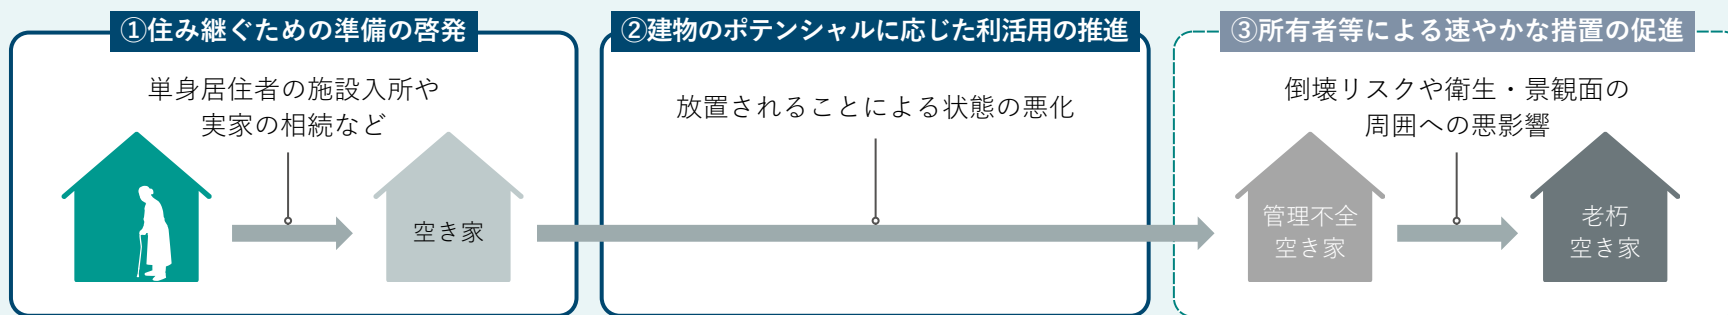 ①住み継ぐための準備の啓発
単身居住者の施設入所や
実家の相続など
空き家
②建物のポテンシャルに応じた利活用の推進
放置されることによる状態の悪化
③所有者等による速やかな措置の促進
倒壊リスクや衛生・景観面の
周囲への悪影響
管理不全
空き家
老朽
空き家